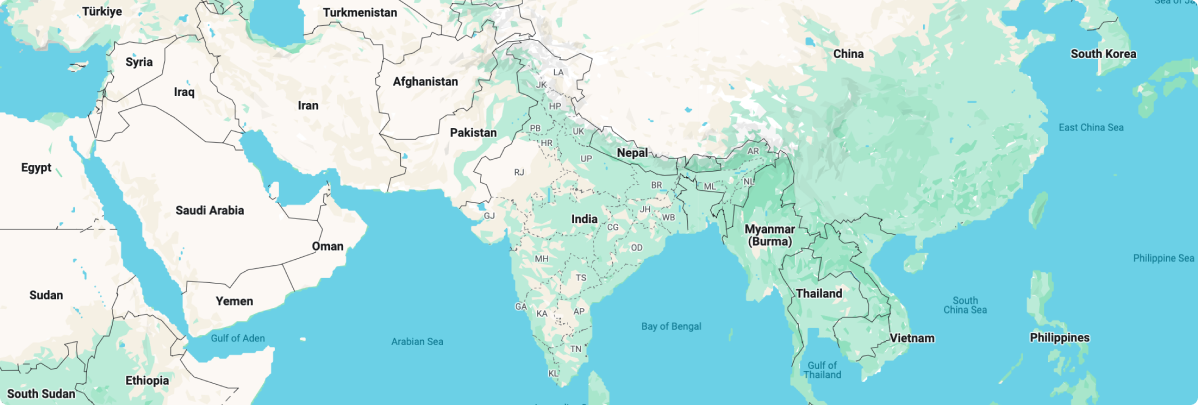 Türkiye
Turkmenistan
China
South Korea
Syria
Afghanistan
LA
JK
Iraq
Iran
HP
Pakistan
PB
UK
East China Sea
HR
Nepal
AR
Egypt
UP
RJ
BR
ML
NL
Saudi Arabia
GJ
India
JH
WB
CG
Myanmar
(Burma)
Oman
OD
MH
Philippine Sea
TS
Sudan
Yemen
Thailand
GA
KA
AP
South
China Sea
Bay of Bengal
Gulf of Aden
Arabian Sea
Vietnam
Philippines
TN
Gulf of
Thailand
KL
Ethiopia
South Sudan